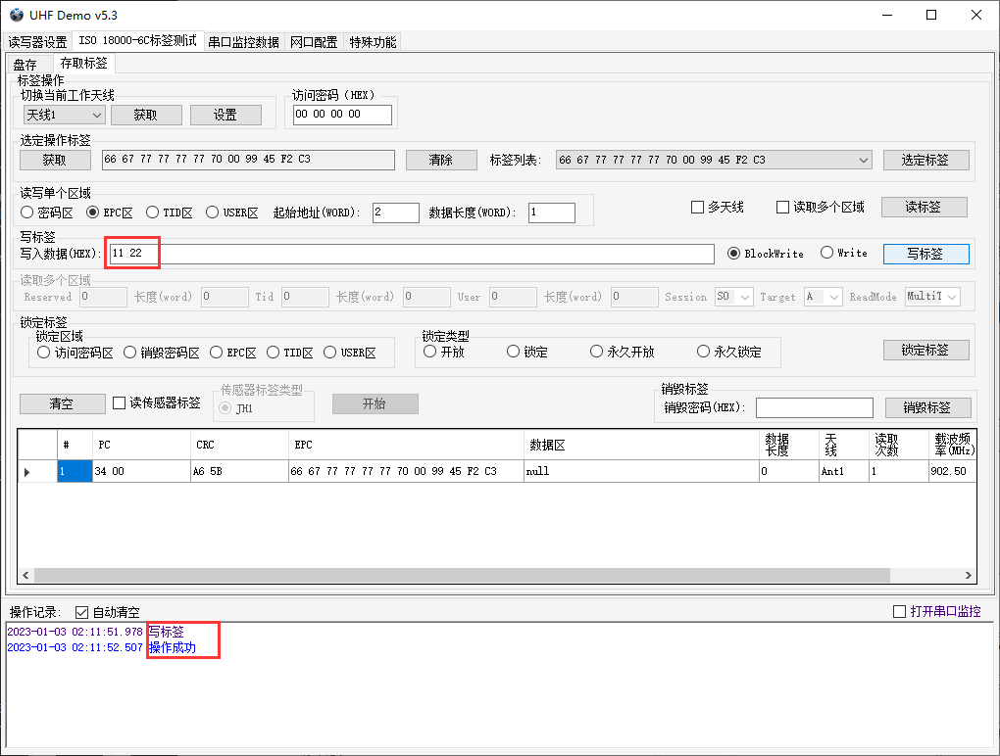 UHF Demo v5.3
读写器设置 ISO 18000-6C标签测试 串口监控数据 网口配置 特殊功能
盘存 存取标签
标签操作
切换当前工作天线 访问密码(HEX)
天线1 获取 设置 00 00 00 00
选定操作标签
获取 66 67 77 77 77 77 70 00 99 45 F2 C3 清除 标签列表: 66 67 77 77 77 77 70 00 99 45 F2 C3 选定标签
读写单个区域
密码区 EPC区 TID区 USER区 起始地址(WORD): 2 数据长度(WORD): 1 多天线 读取多个区域 读标签
写标签
写入数据(HEX): 11 22 BlockWrite Write 写标签
读取多个区域
Reserved 0 长度(word) 0 Tid 0 长度(word) 0 User 0 长度(word) 0 Session S0 Target A ReadMode MultiT
锁定标签
锁定区域 锁定类型
访问密码区 销毁密码区 EPC区 TID区 USER区 开放 锁定 永久开放 永久锁定 锁定标签
清空 读传感器标签 传感器标签类型 JH1 开始 销毁标签
销毁密码(HEX): 销毁标签
# PC CRC EPC 数据区 数据长度 天线 读取次数 载波频率(MHz)
1 34 00 A6 5B 66 67 77 77 77 77 70 00 99 45 F2 C3 null 0 Ant1 1 902.50
操作记录: 自动清空 打开串口监控
2023-01-03 02:11:51.978 写标签
2023-01-03 02:11:52.507 操作成功